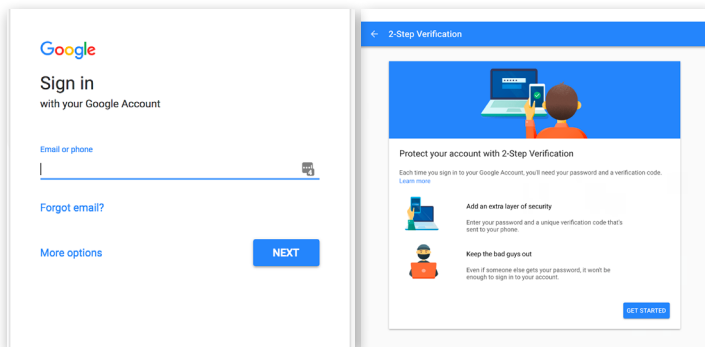 Google
Sign in
with your Google Account
Email or phone
Forgot email?
More options
NEXT
2-Step Verification
Protect your account with 2-Step Verification
Each time you sign in to your Google Account, you'll need your password and a verification code.
Learn more
Add an extra layer of security
Enter your password and a unique verification code that's
sent to your phone.
Keep the bad guys out
Even if someone else gets your password, it won't be
enough to sign in to your account.
GET STARTED